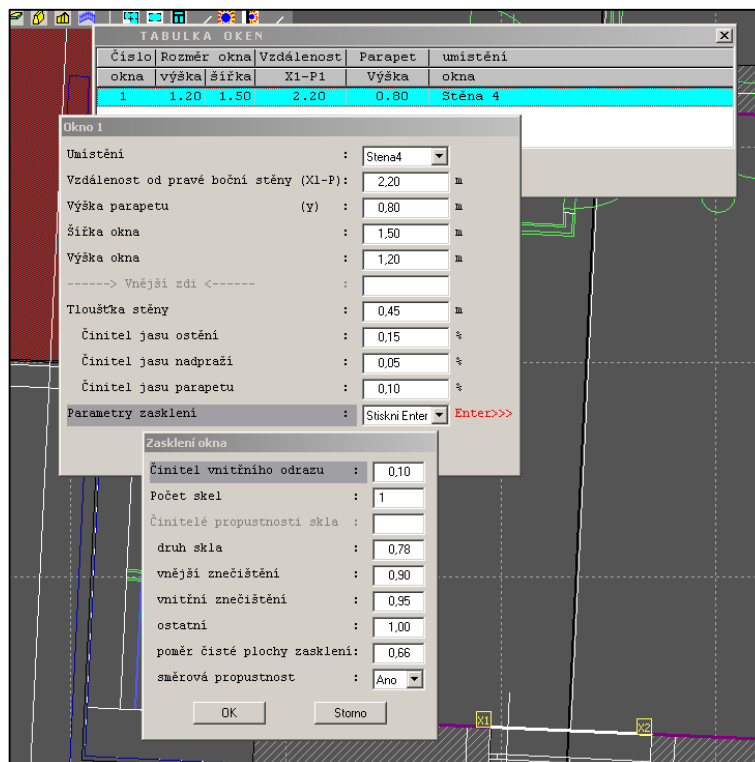 TABULKA OKEN
Číslo Rozměr okna Vzdálenost Parapet umístění
okna výška šířka X1-P1 Výška okna
1 1.20 1.50 2.20 0.80 Stěna 4
Okno 1
Umístění : Stena4
Vzdálenost od pravé boční stěny (X1-P): 2,20 m
Výška parapetu (y) : 0,80 m
Šířka okna : 1,50 m
Výška okna : 1,20 m
------> Vnější zdi <------ :
Tloušťka stěny : 0,45 m
Činitel jasu ostění : 0,15 %
Činitel jasu nadpraží : 0,05 %
Činitel jasu parapetu : 0,10 %
Parametry zasklení : Stiskni Enter Enter>>>
Zasklení okna
Činitel vnitřního odrazu : 0,10
Počet skel : 1
Činitelé propustnosti skla :
druh skla : 0,78
vnější znečištění : 0,90
vnitřní znečištění : 0,95
ostatní : 1,00
poměr čisté plochy zasklení: 0,66
směrová propustnost : Ano
OK Storno
X1 X2